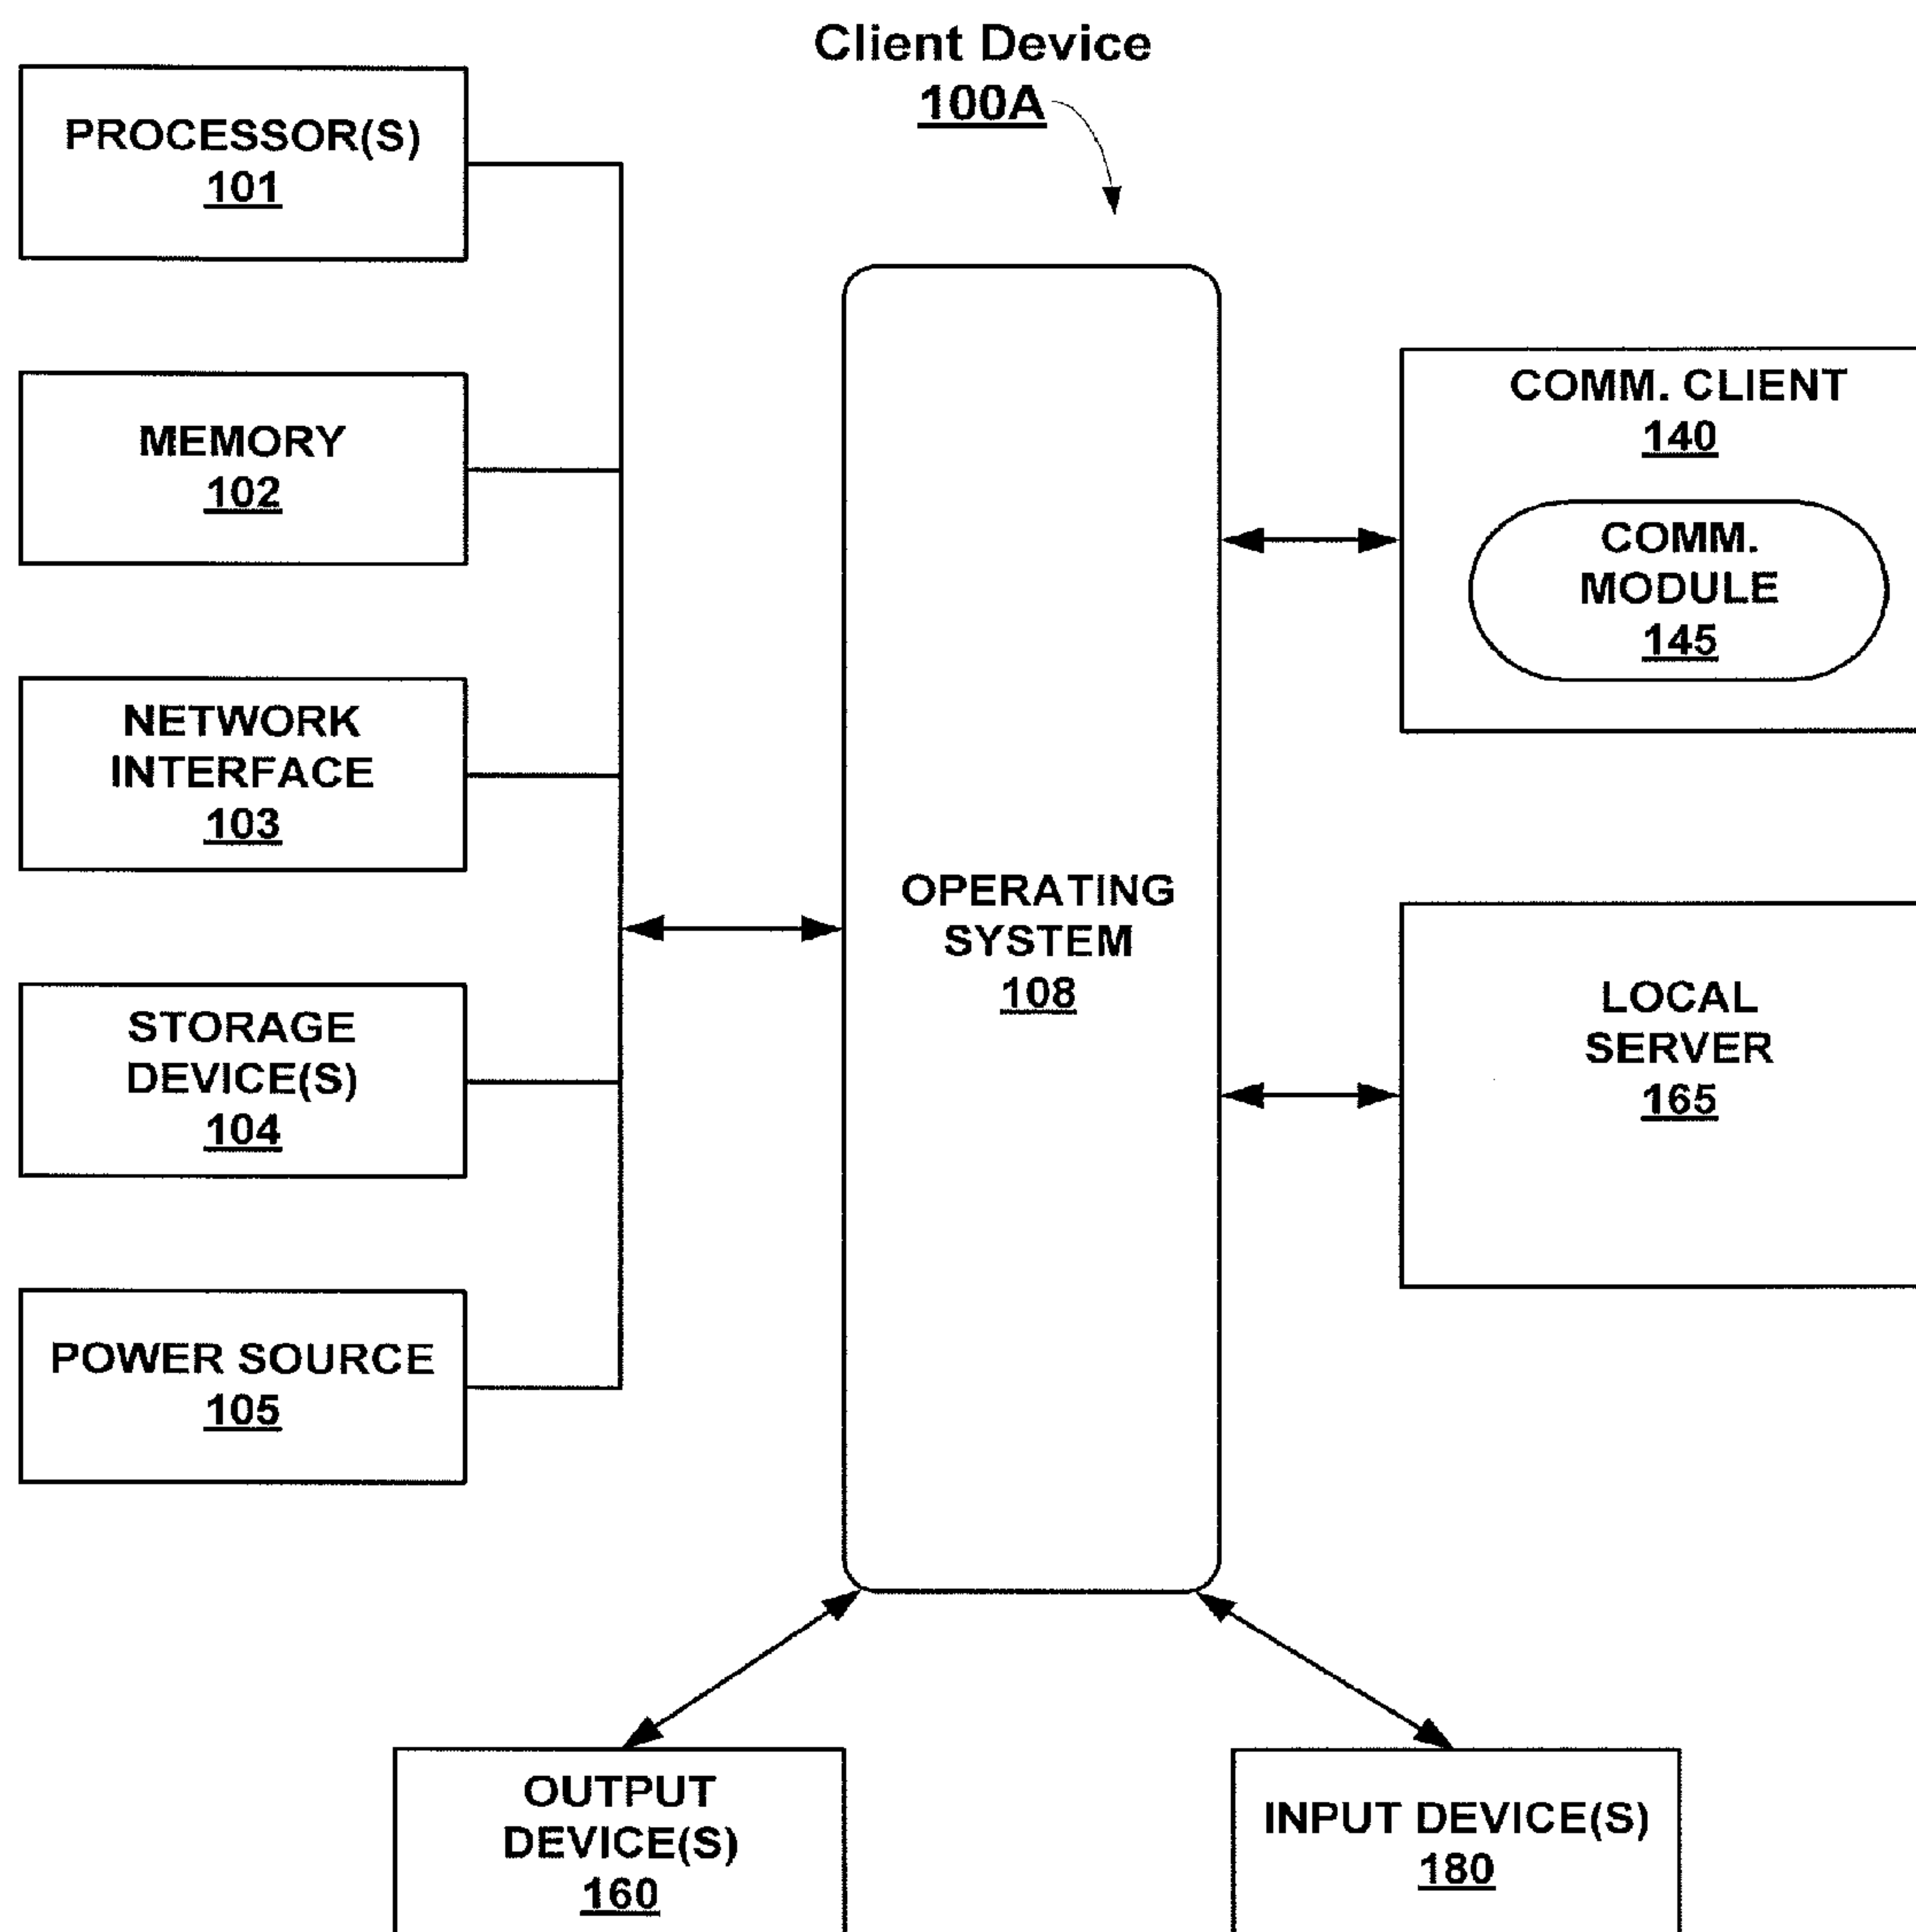 Client Device
100A
PROCESSOR(S)
101
MEMORY
102
NETWORK
INTERFACE
103
STORAGE
DEVICE(S)
104
POWER SOURCE
105
OPERATING
SYSTEM
108
COMM. CLIENT
140
COMM.
MODULE
145
LOCAL
SERVER
165
OUTPUT
DEVICE(S)
160
INPUT DEVICE(S)
180